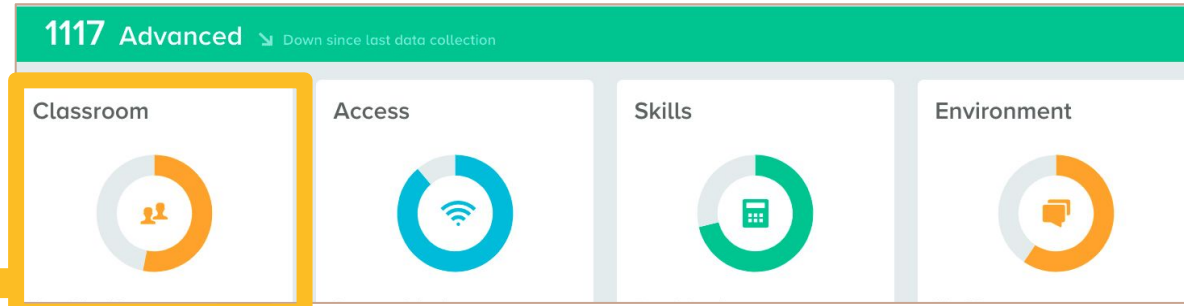 1117 Advanced Down since last data collection
Classroom
Access
Skills
Environment